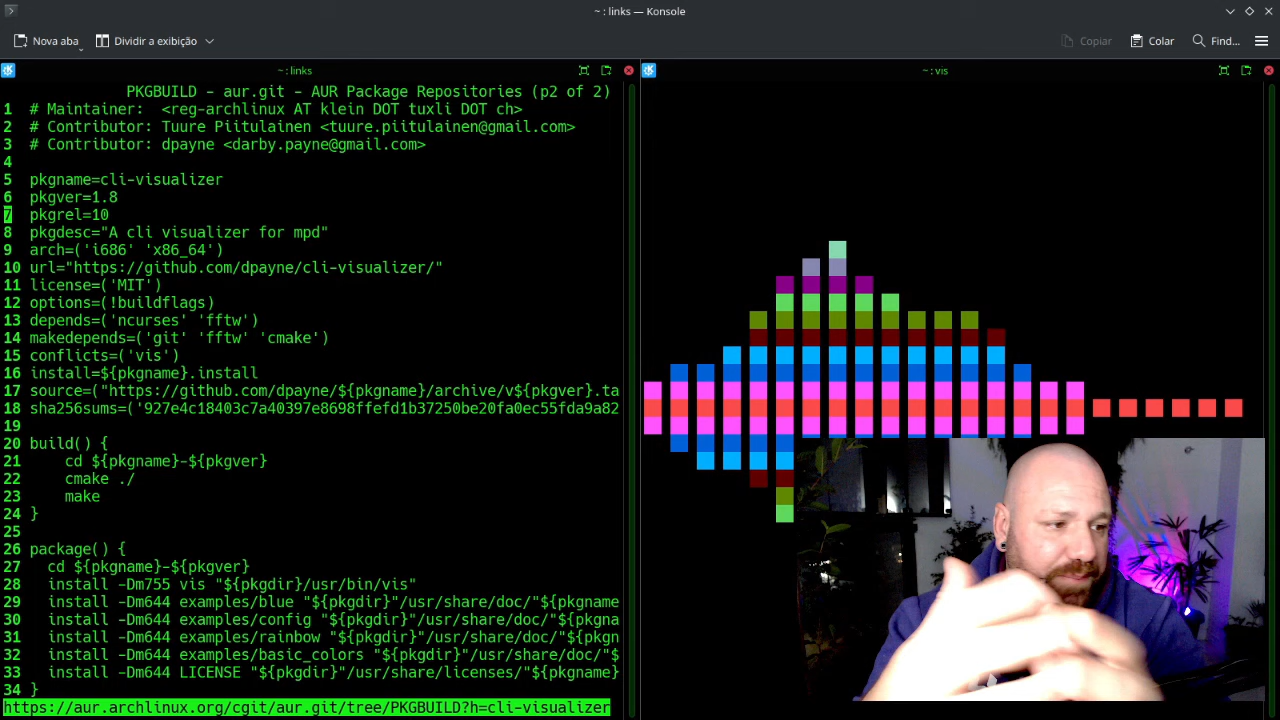 ~ : links — Konsole
Nova aba
Dividir a exibição
Copiar
Colar
Find...
~ : links
~ : vis
PKGBUILD - aur.git - AUR Package Repositories (p2 of 2)
1 # Maintainer:  <reg-archlinux AT klein DOT tuxli DOT ch>
2 # Contributor: Tuure Piitulainen <tuure.piitulainen@gmail.com>
3 # Contributor: dpayne <darby.payne@gmail.com>
4
5 pkgname=cli-visualizer
6 pkgver=1.8
7 pkgrel=10
8 pkgdesc="A cli visualizer for mpd"
9 arch=('i686' 'x86_64')
10 url="https://github.com/dpayne/cli-visualizer/"
11 license=('MIT')
12 options=(!buildflags)
13 depends=('ncurses' 'fftw')
14 makedepends=('git' 'fftw' 'cmake')
15 conflicts=('vis')
16 install=${pkgname}.install
17 source=("https://github.com/dpayne/${pkgname}/archive/v${pkgver}.ta
18 sha256sums=('927e4c18403c7a40397e8698ffefd1b37250be20fa0ec55fda9a82
19
20 build() {
21     cd ${pkgname}-${pkgver}
22     cmake ./
23     make
24 }
25
26 package() {
27   cd ${pkgname}-${pkgver}
28   install -Dm755 vis "${pkgdir}/usr/bin/vis"
29   install -Dm644 examples/blue "${pkgdir}"/usr/share/doc/"${pkgname
30   install -Dm644 examples/config "${pkgdir}"/usr/share/doc/"${pkgna
31   install -Dm644 examples/rainbow "${pkgdir}"/usr/share/doc/"${pkgn
32   install -Dm644 examples/basic_colors "${pkgdir}"/usr/share/doc/"$
33   install -Dm644 LICENSE "${pkgdir}"/usr/share/licenses/"${pkgname}
34 }
https://aur.archlinux.org/cgit/aur.git/tree/PKGBUILD?h=cli-visualizer